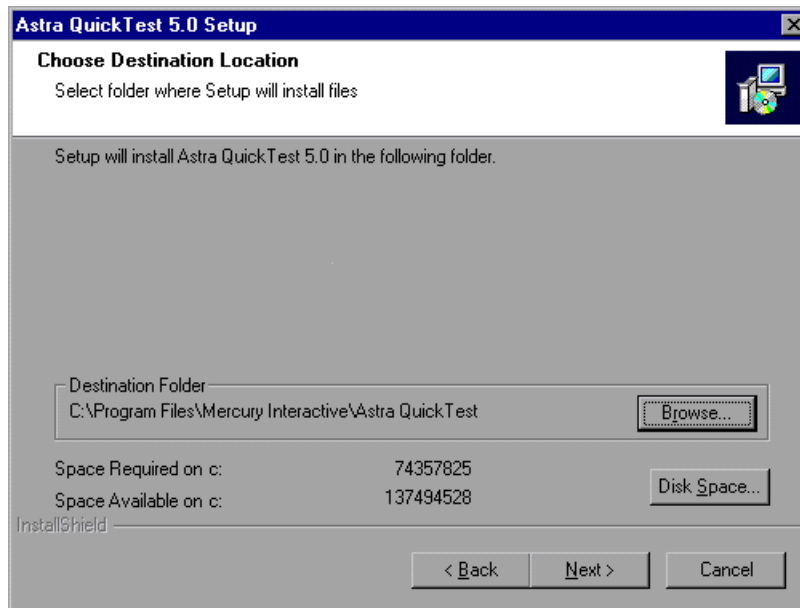 Astra QuickTest 5.0 Setup
Choose Destination Location
Select folder where Setup will install files
Setup will install Astra QuickTest 5.0 in the following folder.
Destination Folder
C:\Program Files\Mercury Interactive\Astra QuickTest
Browse...
Space Required on c: 74357825
Space Available on c: 137494528
Disk Space...
InstallShield
< Back Next > Cancel